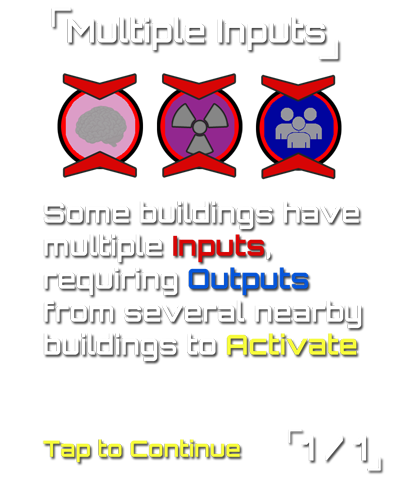 Multiple Inputs
Some buildings have
multiple Inputs,
requiring Outputs
from several nearby
buildings to Activate
Tap to Continue
1 / 1